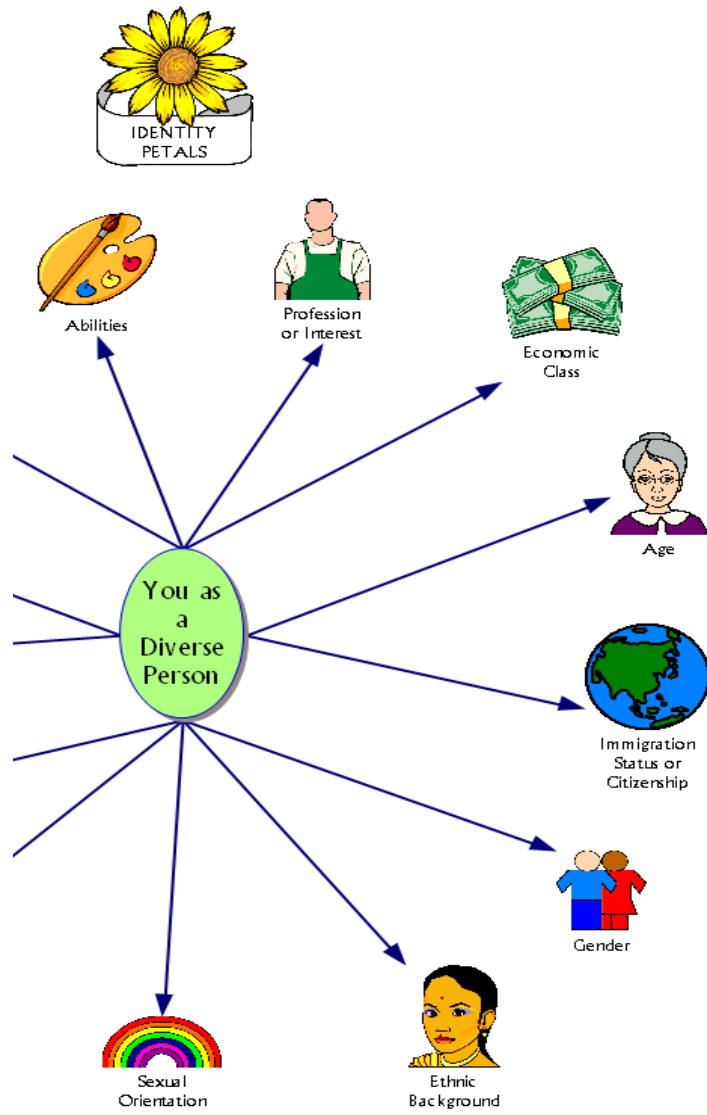 IDENTITY
PETALS
Abilities
Profession
or Interest
Economic
Class
Age
You as
a
Diverse
Person
Immigration
Status or
Citizenship
Gender
Sexual
Orientation
Ethnic
Background